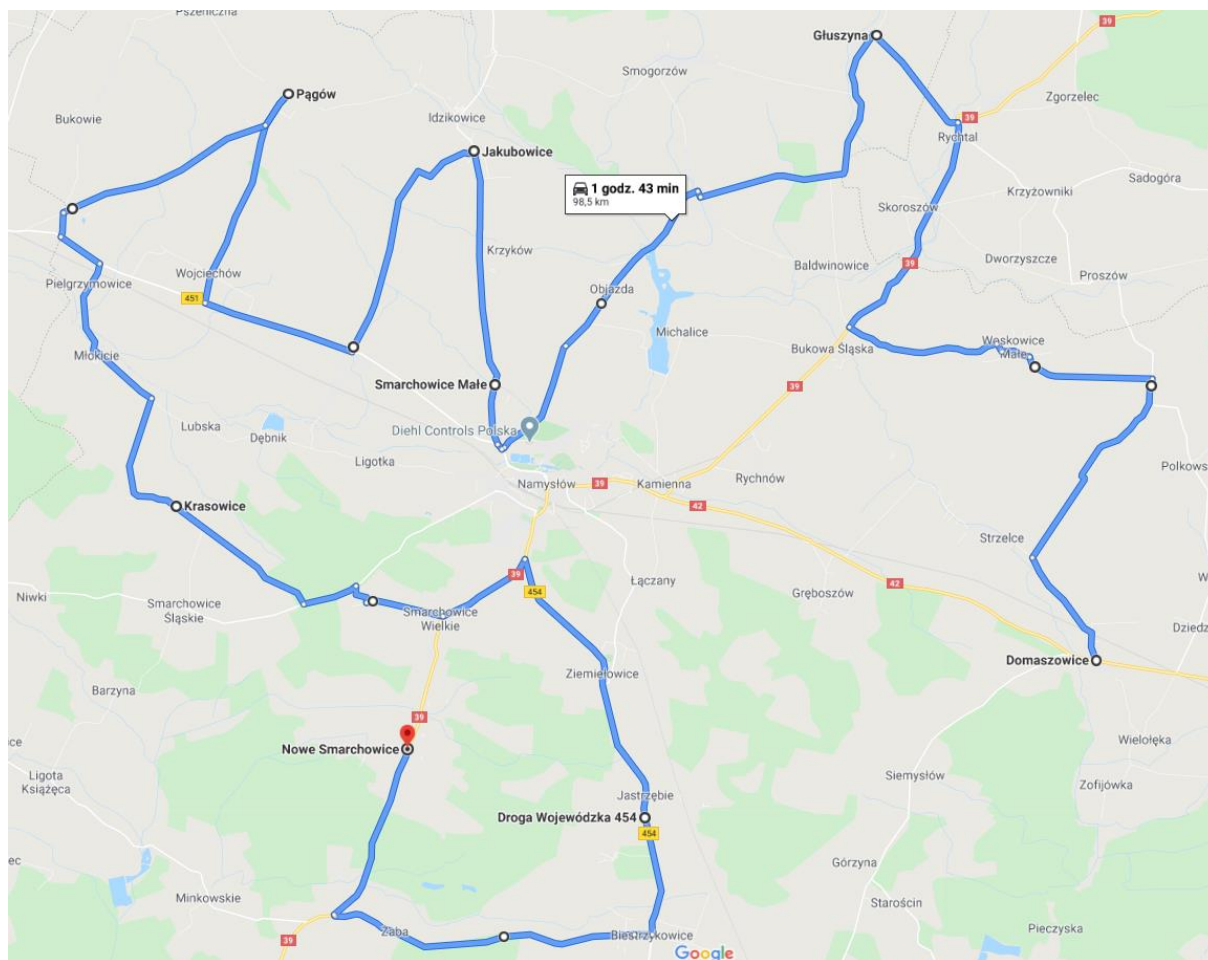 Pszeniczna
Głuszyna
39
Smogorzów
Zgorzelec
Pągów
Bukowie
Idzikowice
39
Rychtal
Jakubowice
Sadogóra
1 godz. 43 min
98,5 km
Krzyżowniki
Skoroszów
Krzyków
Dworzyszcze
39
Baldwinowice
Proszów
Wojciechów
Pielgrzymowice
451
Objazda
Michalice
Woskowice
Małe
Bukowa Śląska
Młokicie
Smarchowice Małe
39
Lubska
Dębnik
Diehl Controls Polska
Ligotka
Polkows
Rychnów
Namysłów
39
Kamienna
42
Krasowice
Strzelce
39
Łączany
42
454
Gręboszów
Niwki
Smarchowice
Śląskie
Smarchowice
Wielkie
Dziedz
Domaszowice
Ziemiełowice
Barzyna
39
Nowe Smarchowice
Wielołęka
Ligota
Książęca
Siemysłów
Zofijówka
Jastrzębie
Droga Wojewódzka 454
454
Górzyna
Minkowskie
Starościn
Żaba
39
Biestrzykowice
Pieczyska
Google